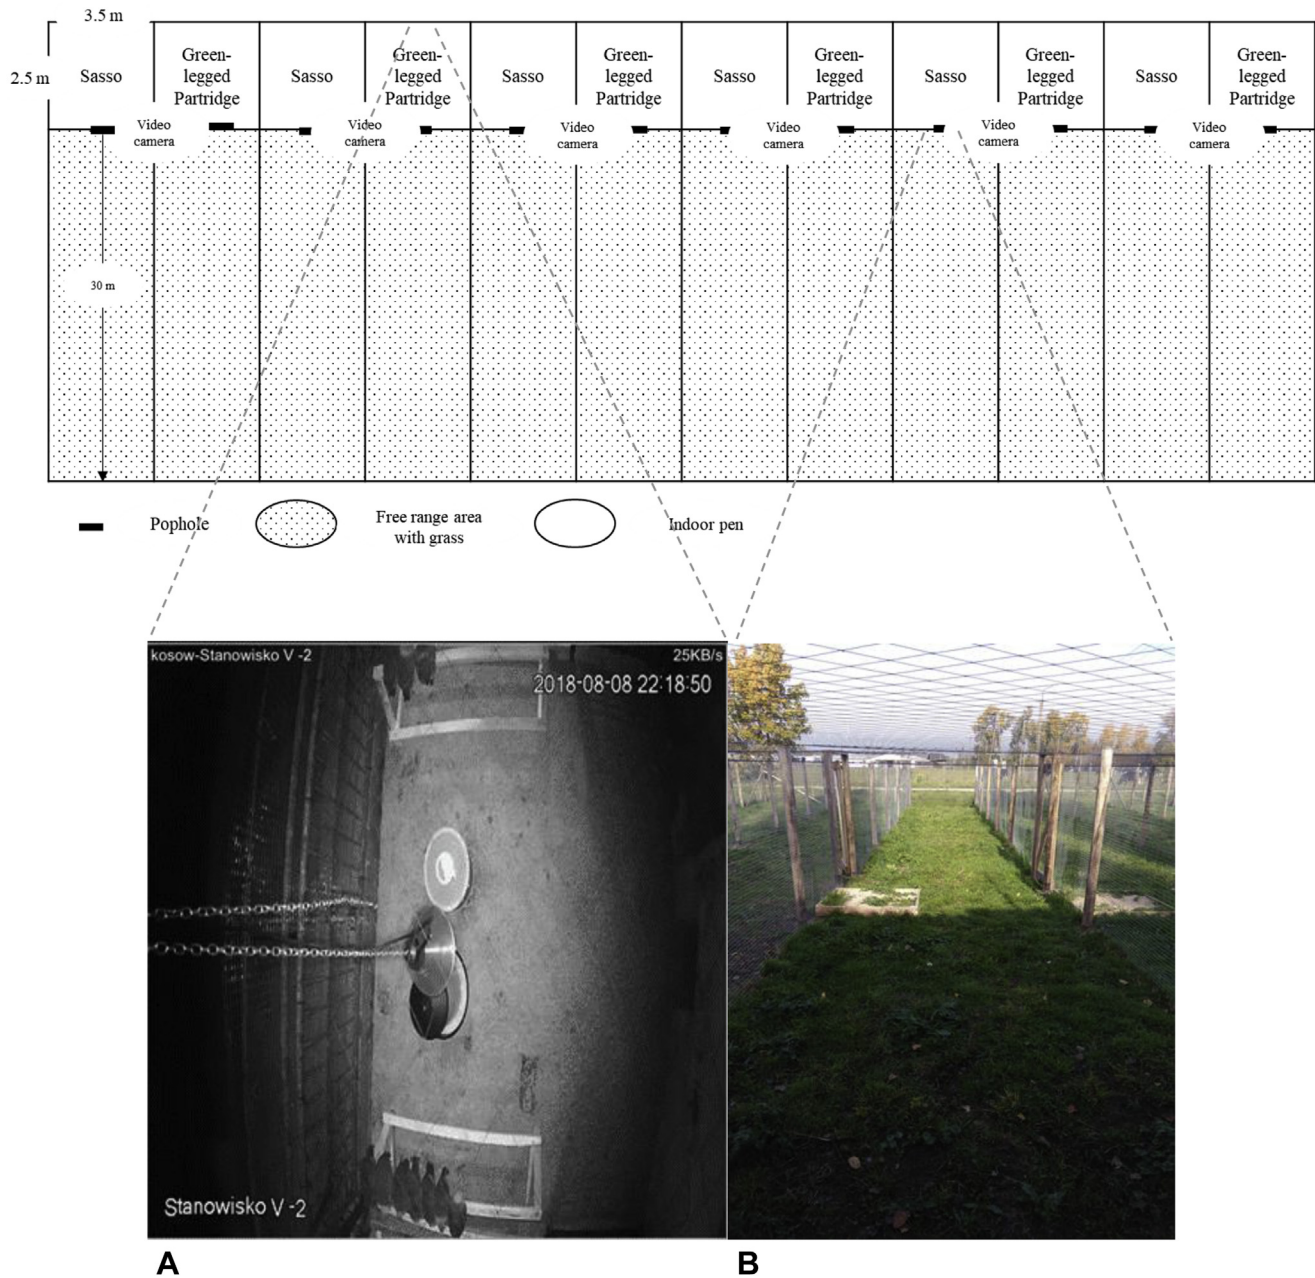 3.5 m
2.5 m
Sasso
Green-
legged
Partridge
Sasso
Green-
legged
Partridge
Sasso
Green-
legged
Partridge
Sasso
Green-
legged
Partridge
Sasso
Green-
legged
Partridge
Sasso
Green-
legged
Partridge
Video
camera
Video
camera
Video
camera
Video
camera
Video
camera
Video
camera
30 m
Pophole
Free range area
with grass
Indoor pen
kosow-Stanowisko V -2
25KB/s
2018-08-08 22:18:50
Stanowisko V -2
A
B